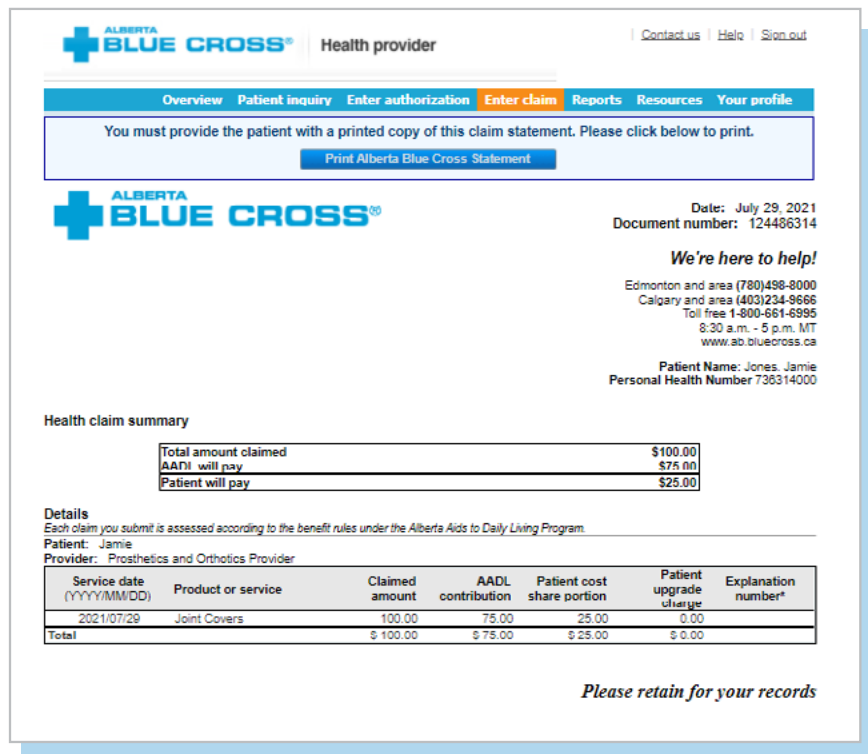 ALBERTA
BLUE CROSS® Health provider
Contact us | Help | Sign out
Overview Patient inquiry Enter authorization Enter claim Reports Resources Your profile
You must provide the patient with a printed copy of this claim statement. Please click below to print.
Print Alberta Blue Cross Statement
ALBERTA
BLUE CROSS®
Date: July 29, 2021
Document number: 124486314
We're here to help!
Edmonton and area (780)498-8000
Calgary and area (403)234-9666
Toll free 1-800-661-6995
8:30 a.m. - 5 p.m. MT
www.ab.bluecross.ca
Patient Name: Jones. Jamie
Personal Health Number 736314000
Health claim summary
Total amount claimed $100.00
AADL will pay $75.00
Patient will pay $25.00
Details
Each claim you submit is assessed according to the benefit rules under the Alberta Aids to Daily Living Program.
Patient: Jamie
Provider: Prosthetics and Orthotics Provider
Service date (YYYY/MM/DD) Product or service Claimed amount AADL contribution Patient cost share portion Patient upgrade charge Explanation number*
2021/07/29 Joint Covers 100.00 75.00 25.00 0.00
Total $ 100.00 $ 75.00 $ 25.00 $ 0.00
Please retain for your records